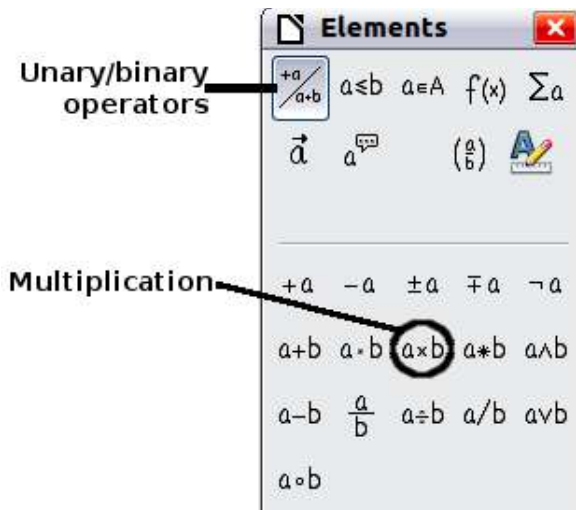 Elements
Unary/binary
operators
+a/a+b a≤b a∈A f(x) Σa
a⃗ a (a/b)
Multiplication
+a −a ±a ∓a ¬a
a+b a·b a×b a∗b a∧b
a−b a/b a÷b a/b a∨b
a∘b